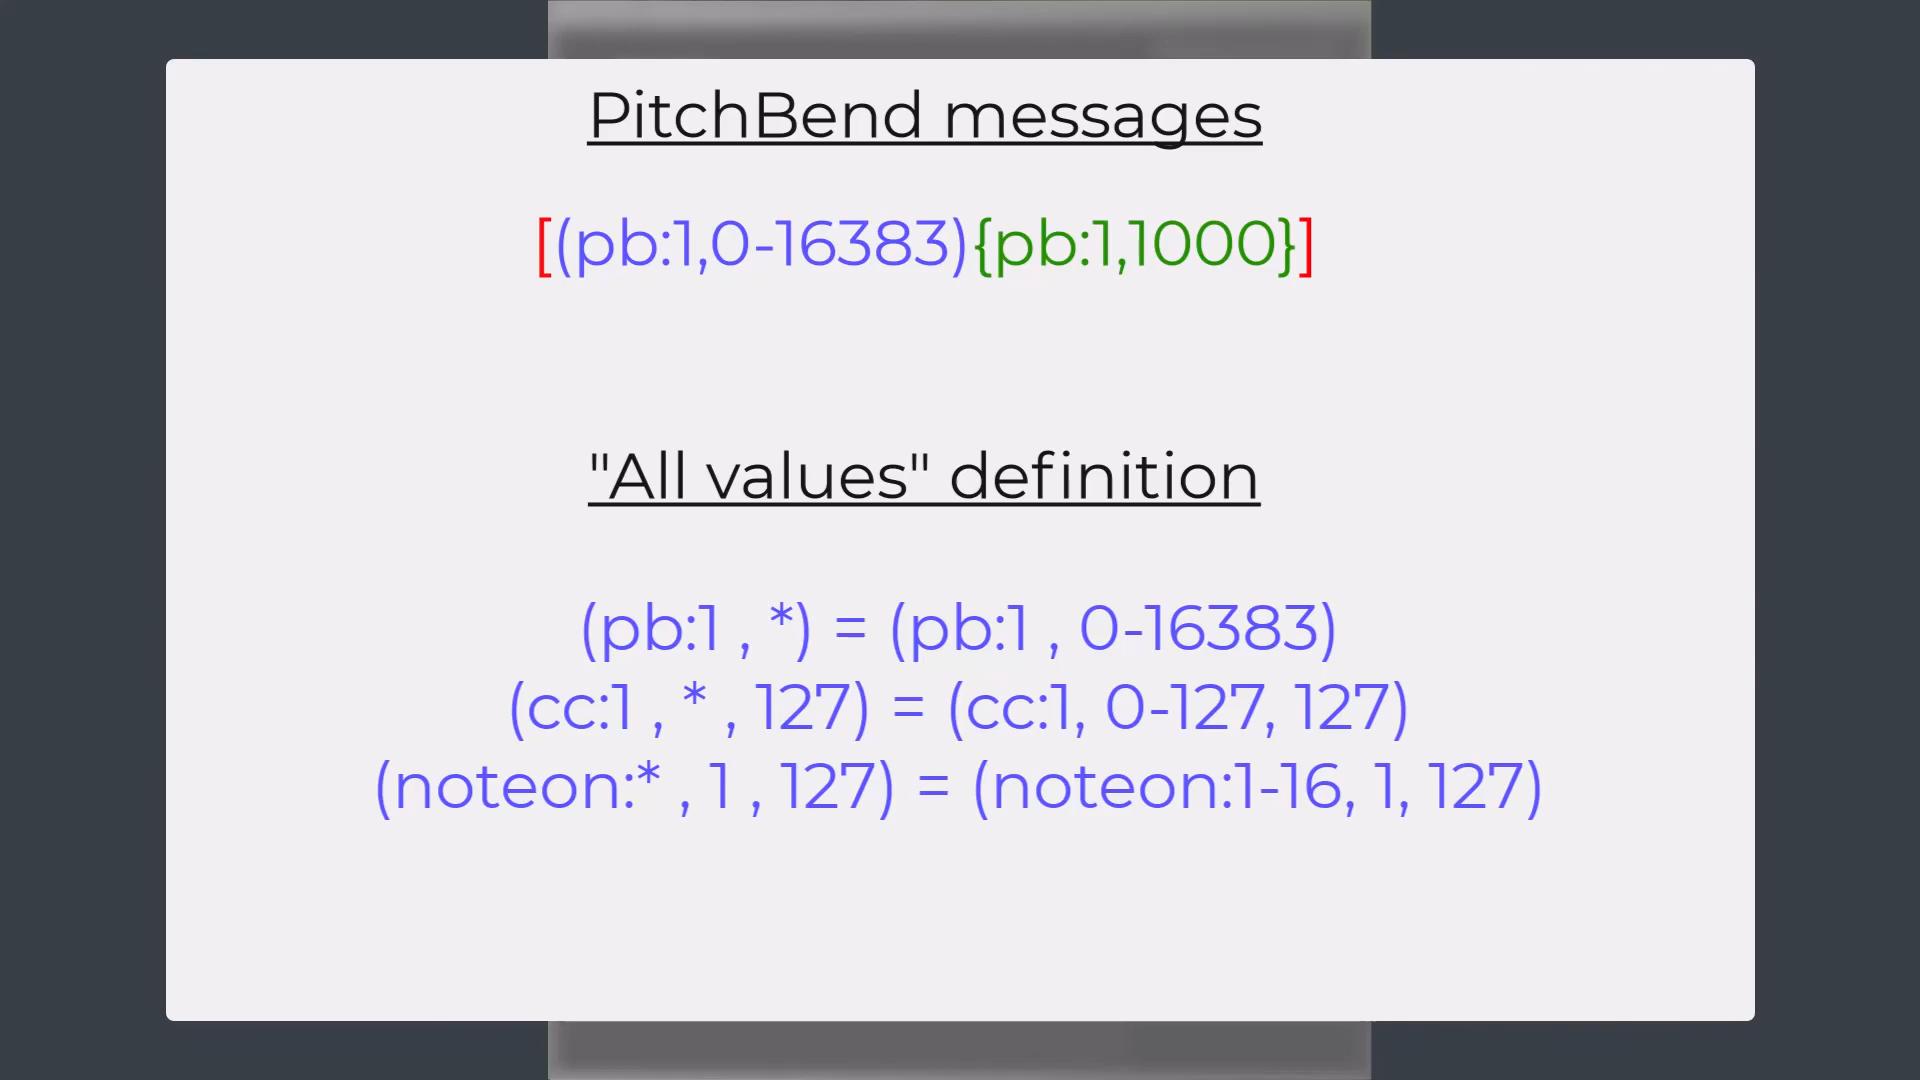 PitchBend messages
[(pb:1,0-16383){pb:1,1000}]
"All values" definition
(pb:1 , *) = (pb:1 , 0-16383)
(cc:1 , * , 127) = (cc:1, 0-127, 127)
(noteon:* , 1 , 127) = (noteon:1-16, 1, 127)